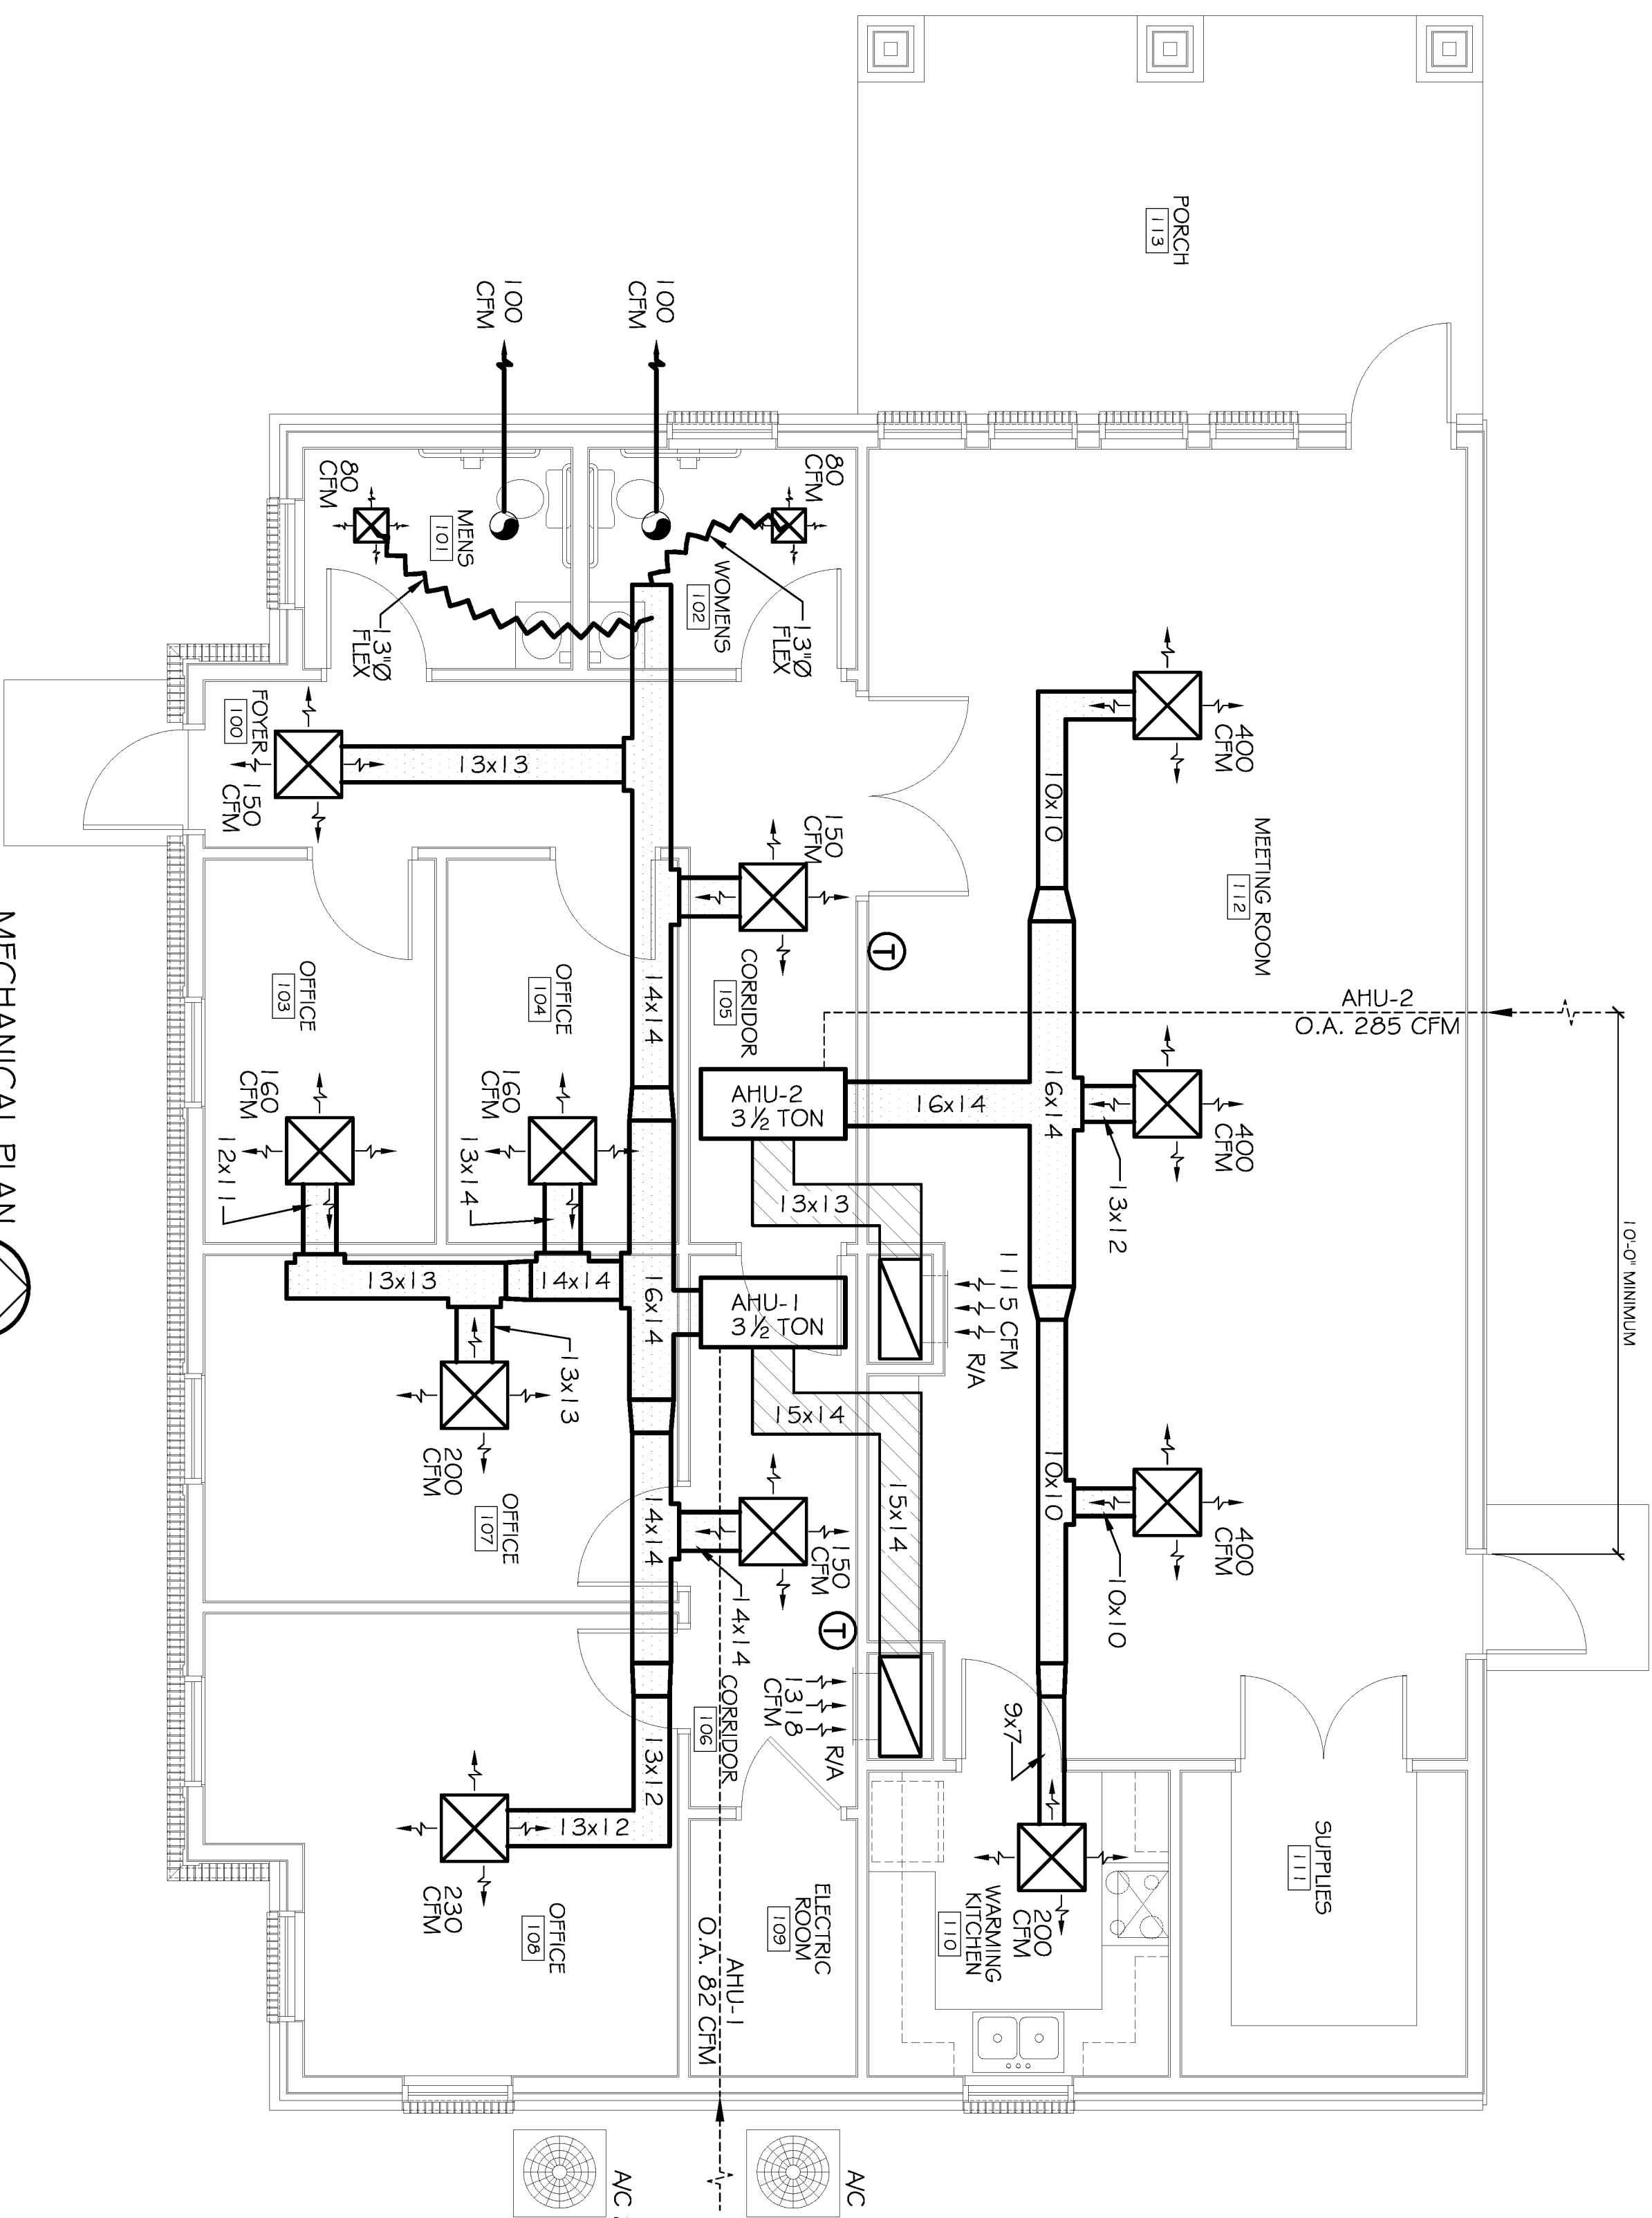 PORCH
113
10'-0" MINIMUM
100
CFM
100
CFM
80
CFM
MENS
101
80
CFM
WOMENS
102
13"Ø
FLEX
13"Ø
FLEX
FOYER
100
150
CFM
13x13
150
CFM
400
CFM
10x10
MEETING ROOM
112
OFFICE
103
OFFICE
104
14x14
CORRIDOR
105
T
AHU-2
O.A. 285 CFM
160
CFM
12x11
160
CFM
13x14
AHU-2
3 ½ TON
16x14
16x14
400
CFM
13x12
13x13
1115 CFM
R/A
13x13
14x14
16x14
AHU-1
3 ½ TON
13x13
200
CFM
OFFICE
107
15x14
15x14
10x10
400
CFM
10x10
14x14
150
CFM
14x14
T
CORRIDOR
106
1318
CFM
R/A
9x7
13x12
13x12
230
CFM
OFFICE
108
ELECTRIC
ROOM
109
200
CFM
WARMING
KITCHEN
110
SUPPLIES
111
AHU-1
O.A. 82 CFM
A/C
A/C
MECHANICAL PLAN